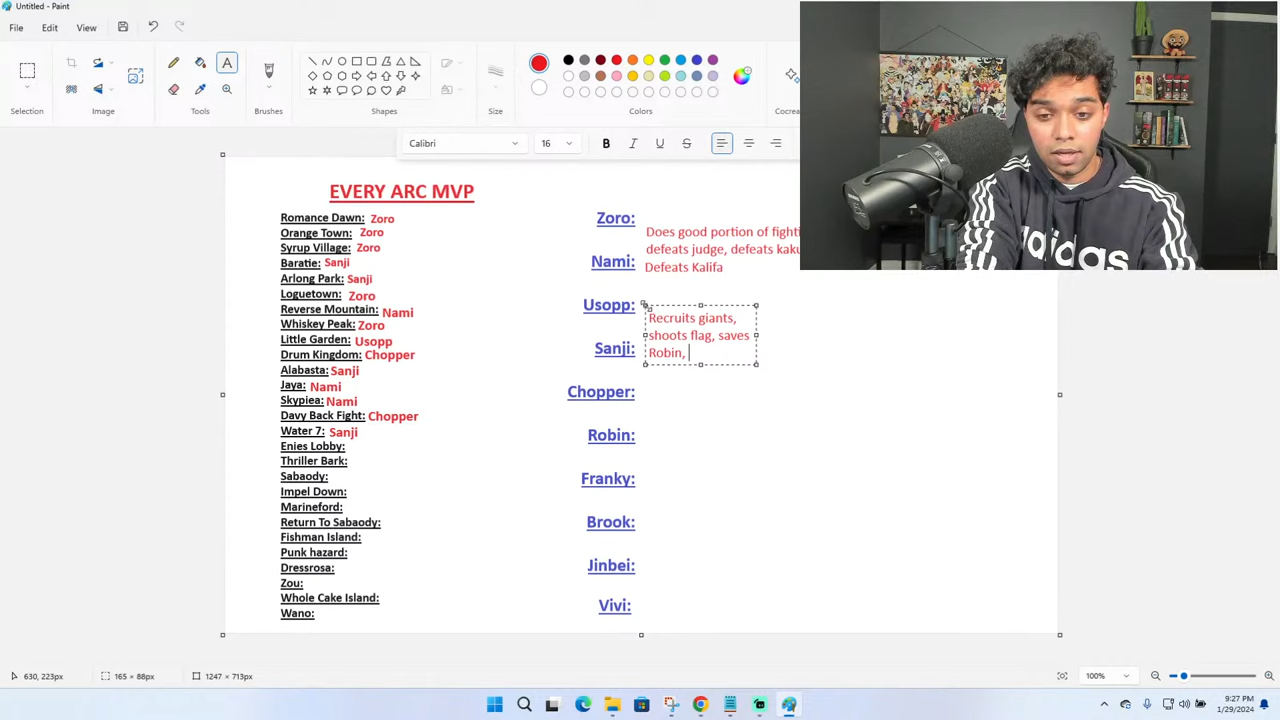 Untitled - Paint
File Edit View
Selection
Image
Tools
Brushes
Shapes
Size
Colors
Calibri 16 B I U S
EVERY ARC MVP
Romance Dawn: Zoro
Orange Town: Zoro
Syrup Village: Zoro
Baratie: Sanji
Arlong Park: Sanji
Loguetown: Zoro
Reverse Mountain: Nami
Whiskey Peak: Zoro
Little Garden: Usopp
Drum Kingdom: Chopper
Alabasta: Sanji
Jaya: Nami
Skypiea: Nami
Davy Back Fight: Chopper
Water 7: Sanji
Enies Lobby:
Thriller Bark:
Sabaody:
Impel Down:
Marineford:
Return To Sabaody:
Fishman Island:
Punk hazard:
Dressrosa:
Zou:
Whole Cake Island:
Wano:
Zoro:
Does good portion of
defeats judge, defeats
Nami:
Defeats Kalifa
Usopp:
Recruits giants,
shoots flag, saves
Robin,
Sanji:
Chopper:
Robin:
Franky:
Brook:
Jinbei:
Vivi:
adidas
630, 223px
165 × 88px
1247 × 713px
100%
9:27 PM
1/29/2024